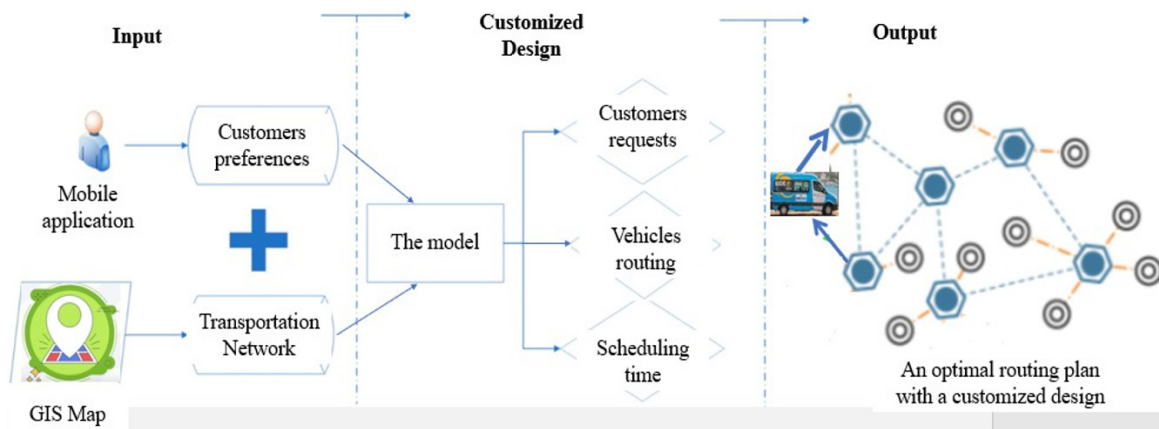 Input
Customized
Design
Output
Customers
preferences
Mobile
application
The model
Transportation
Network
GIS Map
Customers
requests
Vehicles
routing
Scheduling
time
An optimal routing plan
with a customized design